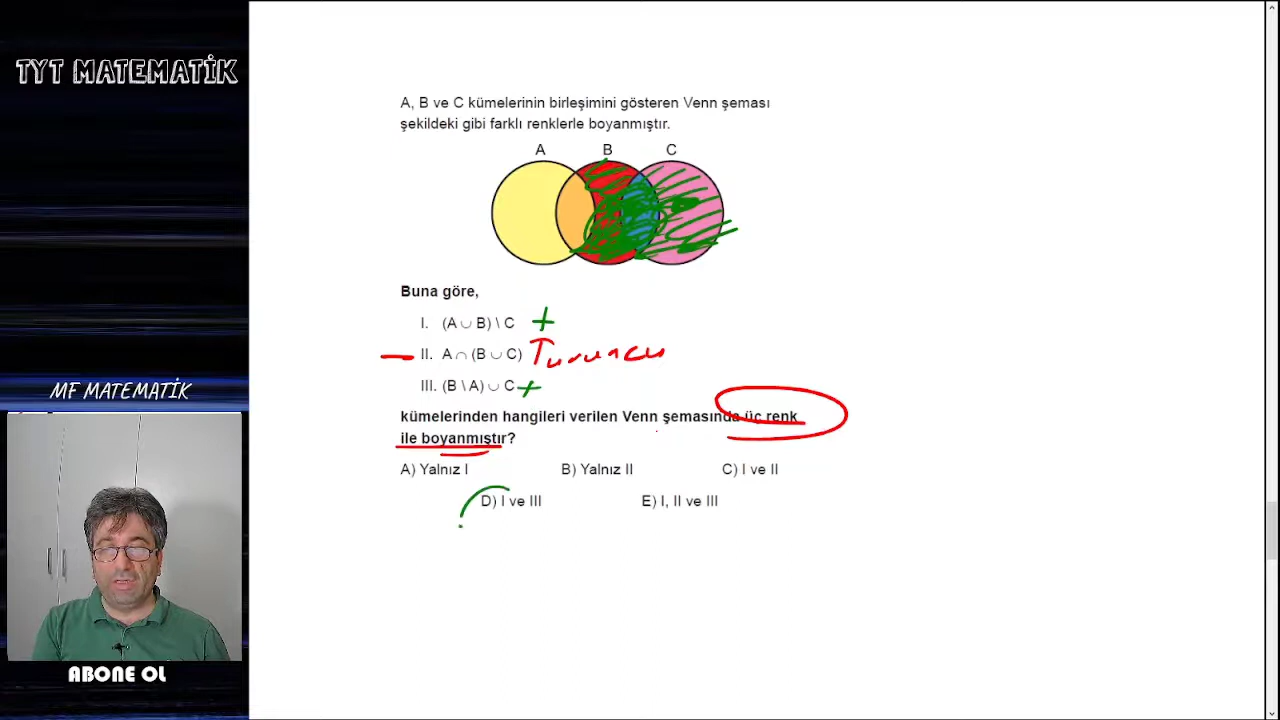 TYT MATEMATİK
A, B ve C kümelerinin birleşimini gösteren Venn şeması
şekildeki gibi farklı renklerle boyanmıştır.
A B C
Buna göre,
I. (A ∪ B) \ C +
— II. A ∩ (B ∪ C) Turuncu
III. (B \ A) ∪ C +
kümelerinden hangileri verilen Venn şemasında üç renk
ile boyanmıştır?
A) Yalnız I B) Yalnız II C) I ve II
D) I ve III E) I, II ve III
MF MATEMATİK
ABONE OL